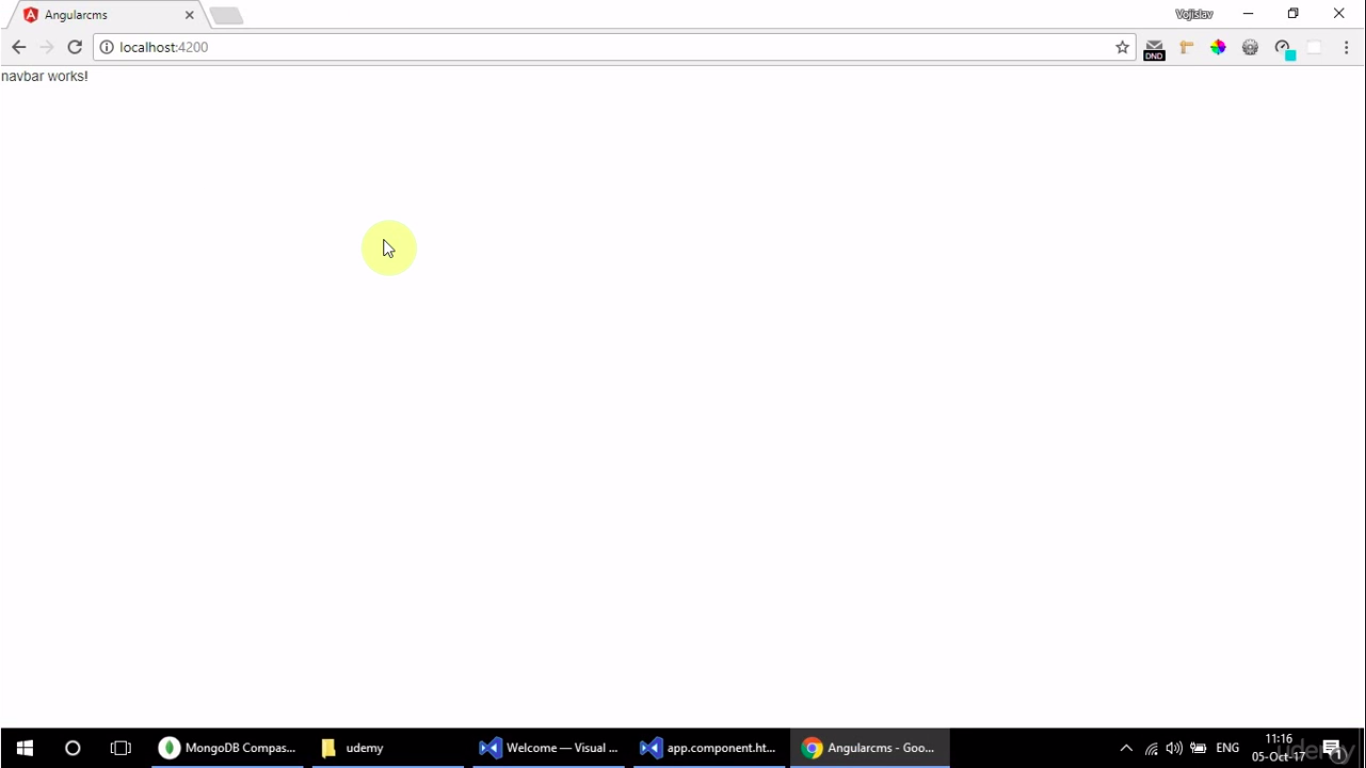 Angularcms
Vojislav
localhost:4200
DND
navbar works!
MongoDB Compas...
udemy
Welcome — Visual ...
app.component.ht...
Angularcms - Goo...
ENG
11:16
05-Oct-17
1
udemy